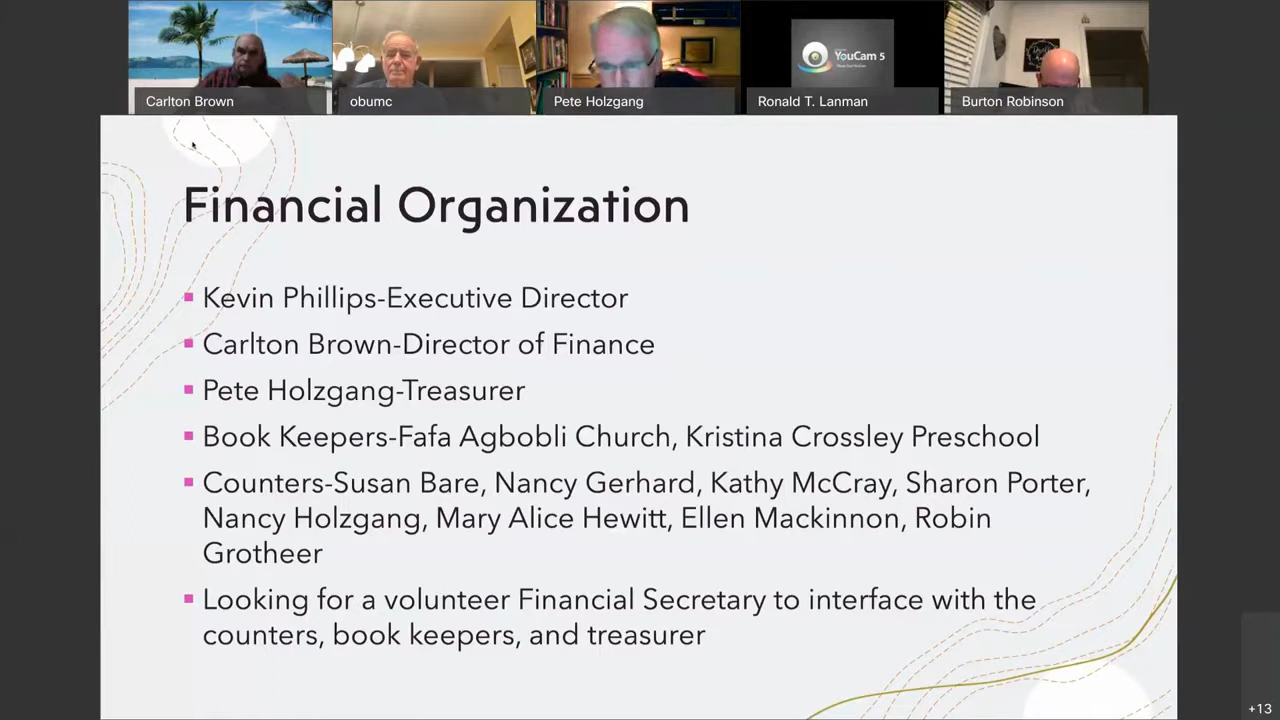 YouCam 5
Carlton Brown
obumc
Pete Holzgang
Ronald T. Lanman
Burton Robinson
Financial Organization
Kevin Phillips-Executive Director
Carlton Brown-Director of Finance
Pete Holzgang-Treasurer
Book Keepers-Fafa Agbobli Church, Kristina Crossley Preschool
Counters-Susan Bare, Nancy Gerhard, Kathy McCray, Sharon Porter,
Nancy Holzgang, Mary Alice Hewitt, Ellen Mackinnon, Robin
Grotheer
Looking for a volunteer Financial Secretary to interface with the
counters, book keepers, and treasurer
+13